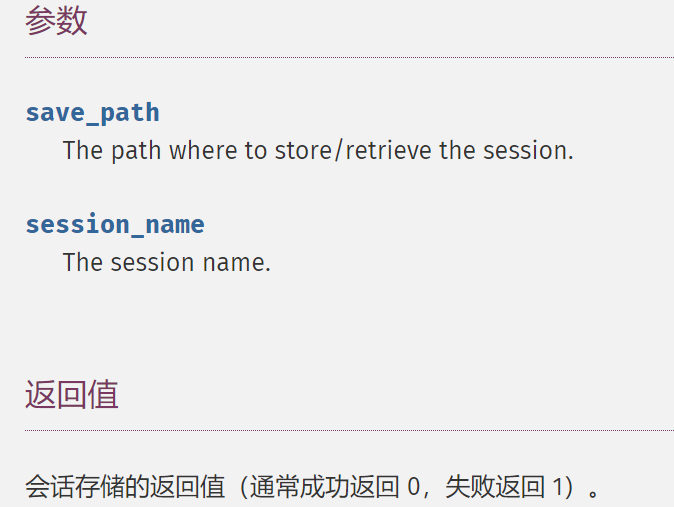 参数
save_path
The path where to store/retrieve the session.
session_name
The session name.
返回值
会话存储的返回值（通常成功返回 0，失败返回 1）。